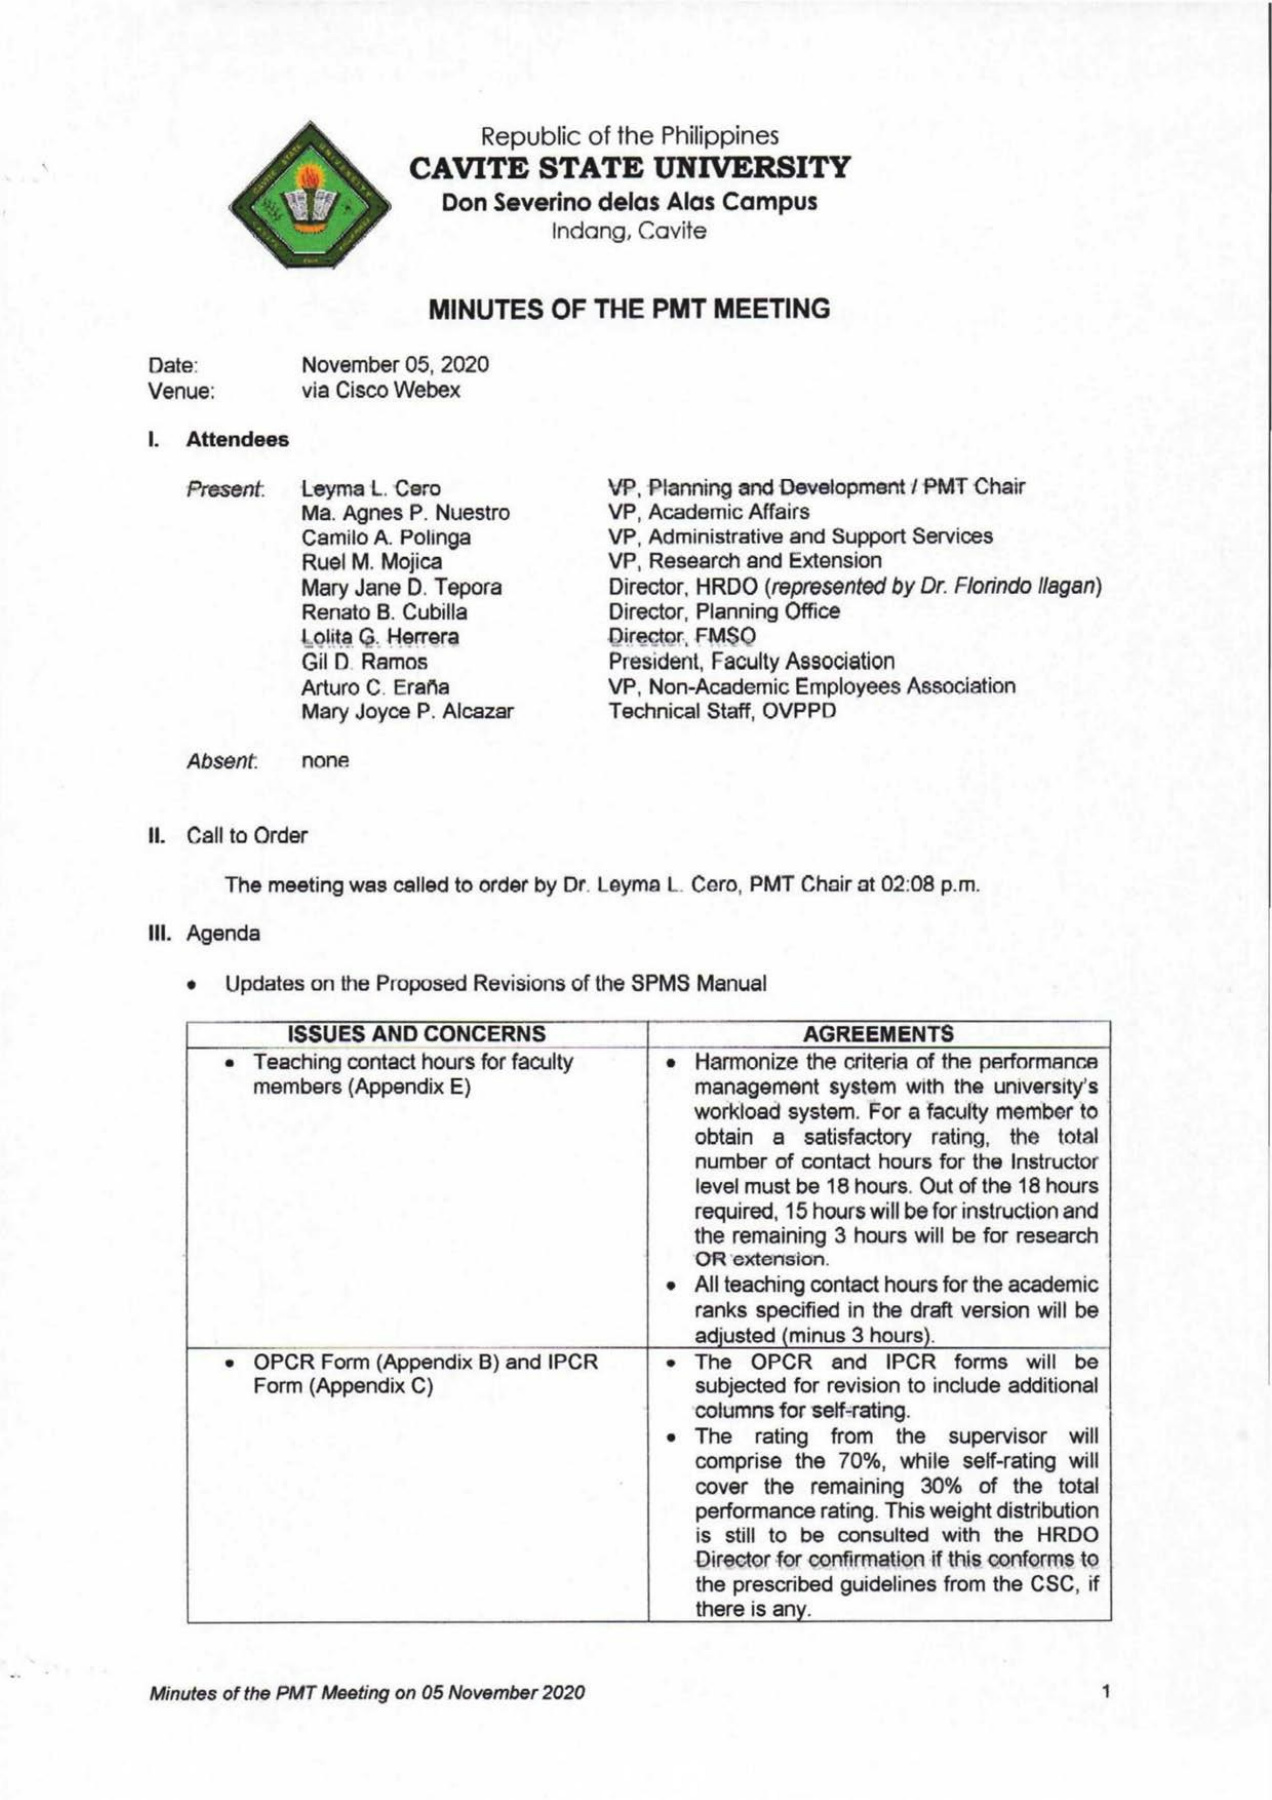 Republic of the Philippines
CAVITE STATE UNIVERSITY
Don Severino delas Alas Campus
Indang, Cavite
MINUTES OF THE PMT MEETING
Date: November 05, 2020
Venue: via Cisco Webex
I. Attendees
Present: Leyma L. Cero VP, Planning and Development / PMT Chair
Ma. Agnes P. Nuestro VP, Academic Affairs
Camilo A. Polinga VP, Administrative and Support Services
Ruel M. Mojica VP, Research and Extension
Mary Jane D. Tepora Director, HRDO (represented by Dr. Florindo Ilagan)
Renato B. Cubilla Director, Planning Office
Lolita G. Herrera Director, FMSO
Gil D. Ramos President, Faculty Association
Arturo C. Eraña VP, Non-Academic Employees Association
Mary Joyce P. Alcazar Technical Staff, OVPPD
Absent: none
II. Call to Order
The meeting was called to order by Dr. Leyma L. Cero, PMT Chair at 02:08 p.m.
III. Agenda
• Updates on the Proposed Revisions of the SPMS Manual
ISSUES AND CONCERNS
AGREEMENTS
• Teaching contact hours for faculty
members (Appendix E)
• Harmonize the criteria of the performance
management system with the university's
workload system. For a faculty member to
obtain a satisfactory rating, the total
number of contact hours for the Instructor
level must be 18 hours. Out of the 18 hours
required, 15 hours will be for instruction and
the remaining 3 hours will be for research
OR extension.
• All teaching contact hours for the academic
ranks specified in the draft version will be
adjusted (minus 3 hours).
• OPCR Form (Appendix B) and IPCR
Form (Appendix C)
• The OPCR and IPCR forms will be
subjected for revision to include additional
columns for self-rating.
• The rating from the supervisor will
comprise the 70%, while self-rating will
cover the remaining 30% of the total
performance rating. This weight distribution
is still to be consulted with the HRDO
Director for confirmation if this conforms to
the prescribed guidelines from the CSC, if
there is any.
Minutes of the PMT Meeting on 05 November 2020 1